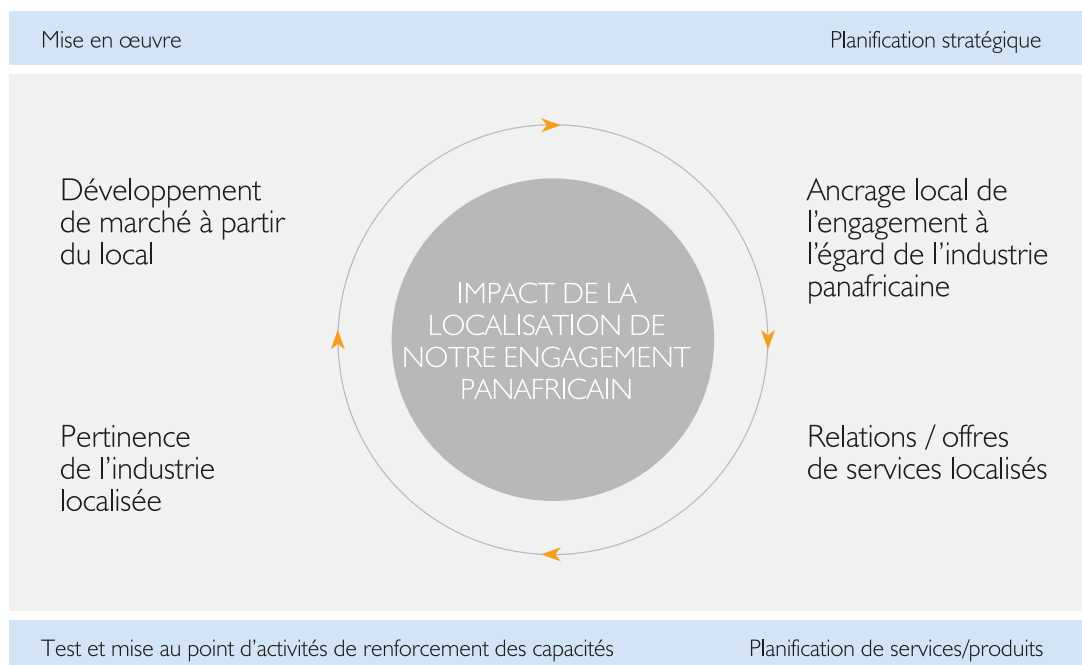 Mise en œuvre
Planification stratégique
Développement
de marché à partir
du local
Ancrage local de
l’engagement à
l’égard de l’industrie
panafricaine
IMPACT DE LA
LOCALISATION DE
NOTRE ENGAGEMENT
PANAFRICAIN
Pertinence
de l’industrie
localisée
Relations / offres
de services localisés
Test et mise au point d’activités de renforcement des capacités
Planification de services/produits